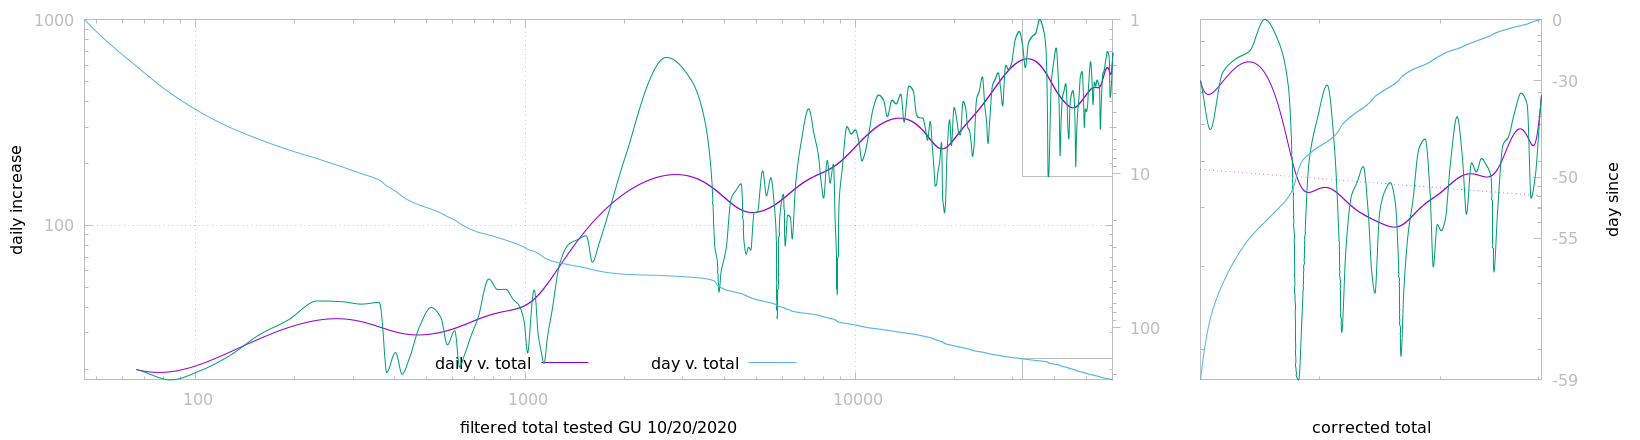 1000
100
daily increase
100
1000
10000
filtered total tested GU 10/20/2020
daily v. total
day v. total
1
10
100
0
-30
-50
-55
-59
day since
corrected total